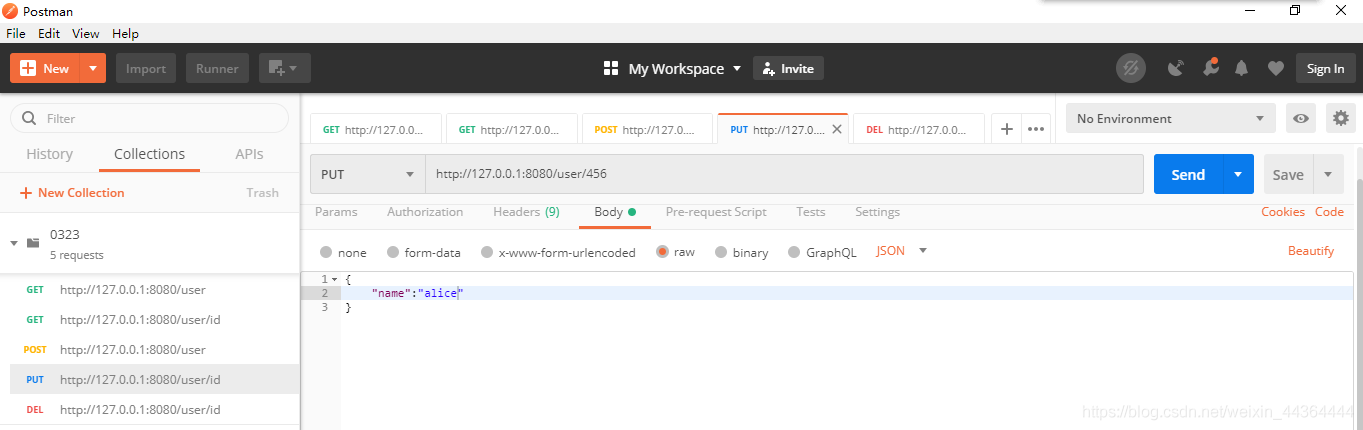 Postman
File Edit View Help
New Import Runner My Workspace Invite Sign In
Filter
History Collections APIs
+ New Collection Trash
0323
5 requests
GET http://127.0.0.1:8080/user
GET http://127.0.0.1:8080/user/id
POST http://127.0.0.1:8080/user
PUT http://127.0.0.1:8080/user/id
DEL http://127.0.0.1:8080/user/id
GET http://127.0.0... GET http://127.0.0... POST http://127.0.... PUT http://127.0.... DEL http://127.0.0... No Environment
PUT http://127.0.0.1:8080/user/456 Send Save
Params Authorization Headers (9) Body Pre-request Script Tests Settings Cookies Code
none form-data x-www-form-urlencoded raw binary GraphQL JSON Beautify
1 {
2 "name":"alice"
3 }
https://blog.csdn.net/weixin_44364444